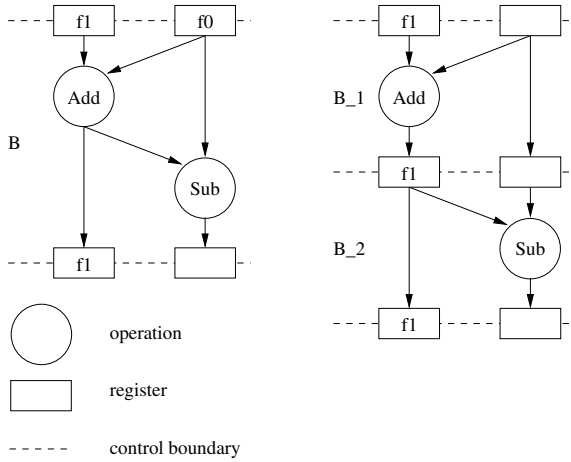 f1 f0 f1
Add B_1 Add
B
f1
Sub
B_2 Sub
f1
f1
operation
register
control boundary